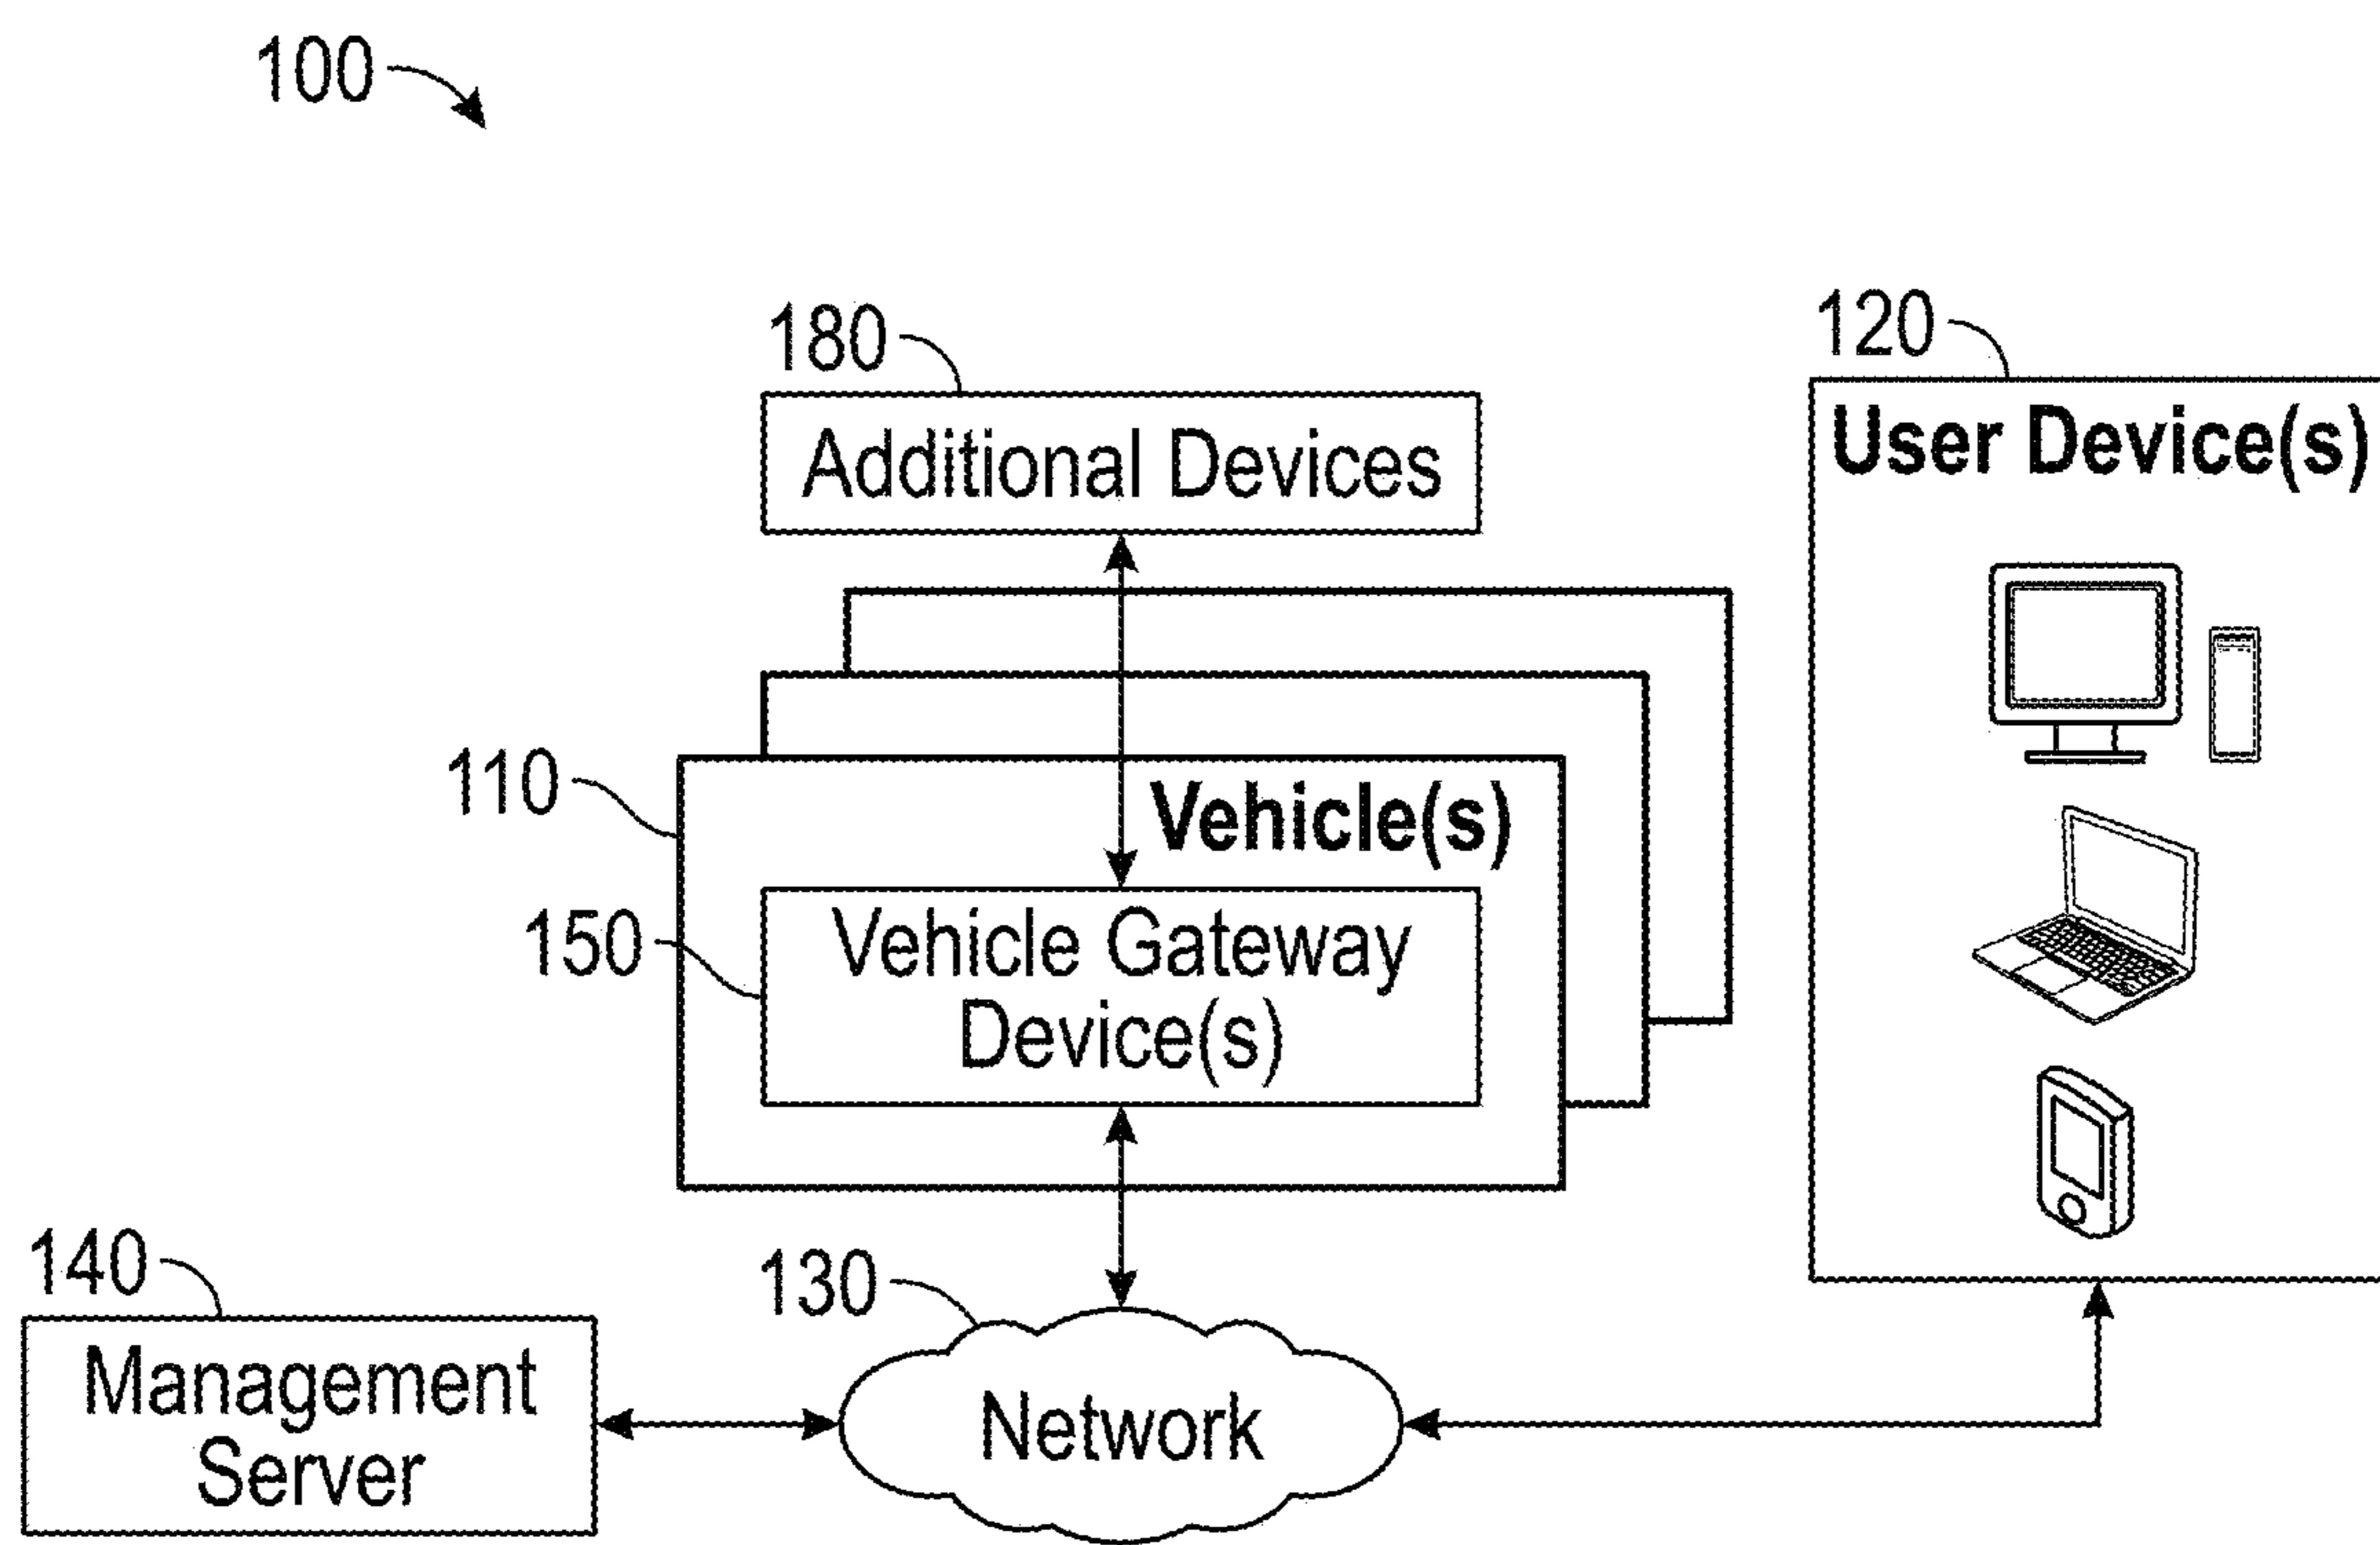 100
180
Additional Devices
120
User Device(s)
110
Vehicle(s)
150
Vehicle Gateway
Device(s)
140
Management
Server
130
Network